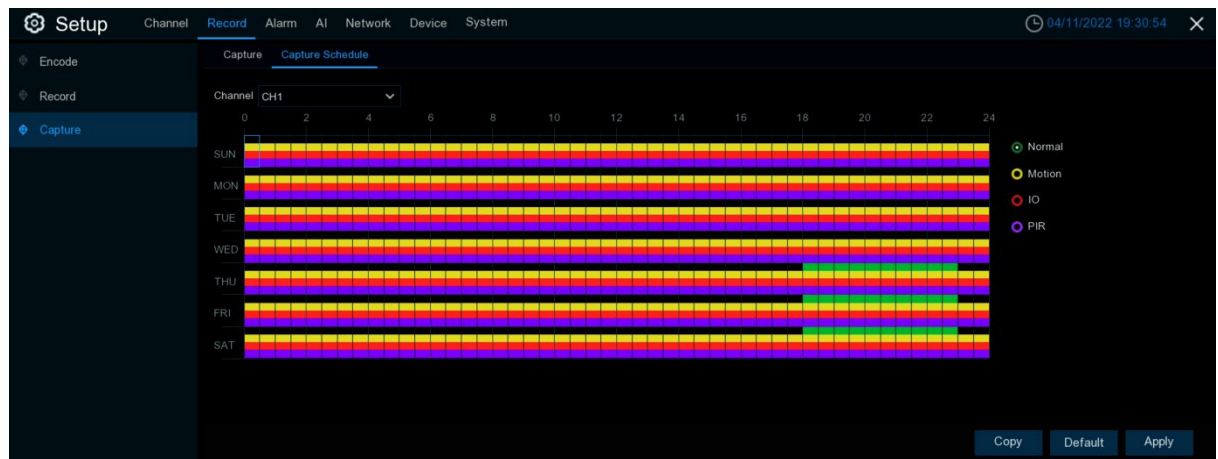 Setup Channel Record Alarm AI Network Device System 04/11/2022 19:30:54
Encode
Record
Capture
Capture Capture Schedule
Channel CH1
0 2 4 6 8 10 12 14 16 18 20 22 24
SUN
MON
TUE
WED
THU
FRI
SAT
Normal
Motion
IO
PIR
Copy Default Apply